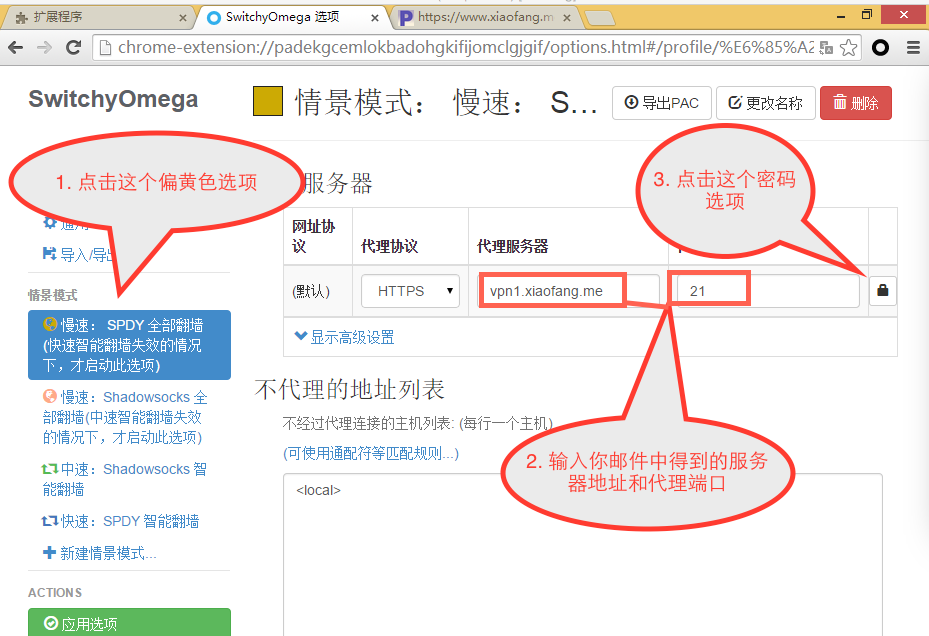 扩展程序
SwitchyOmega 选项
https://www.xiaofang.m
chrome-extension://padekgcemlokbadohgkifijomclgjgif/options.html#/profile/%E6%85%A2
SwitchyOmega
情景模式： 慢速： S...
导出PAC
更改名称
删除
1. 点击这个偏黄色选项
服务器
3. 点击这个密码
选项
通用
导入/导出
网址协议
代理协议
代理服务器
(默认)
HTTPS
vpn1.xiaofang.me
21
显示高级设置
情景模式
慢速： SPDY 全部翻墙
(快速智能翻墙失效的情况
下，才启动此选项)
慢速：Shadowsocks 全
部翻墙(中速智能翻墙失效
的情况下，才启动此选项)
中速：Shadowsocks 智
能翻墙
快速：SPDY 智能翻墙
新建情景模式...
不代理的地址列表
不经过代理连接的主机列表: (每行一个主机)
(可使用通配符等匹配规则...)
2. 输入你邮件中得到的服务
器地址和代理端口
<local>
ACTIONS
应用选项